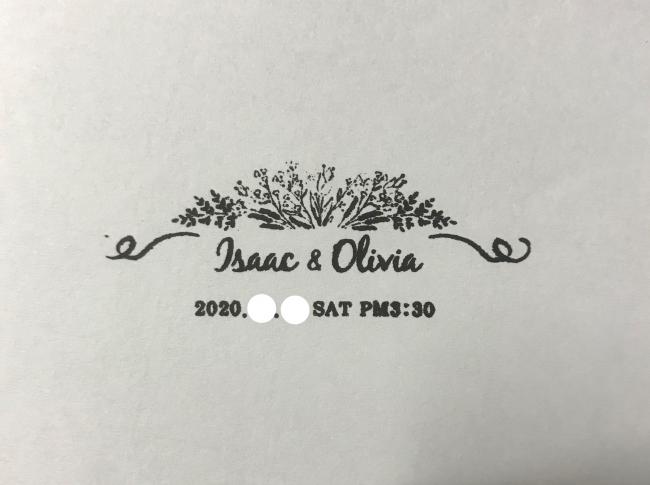 Isaac & Olivia
2020. . SAT PM3:30